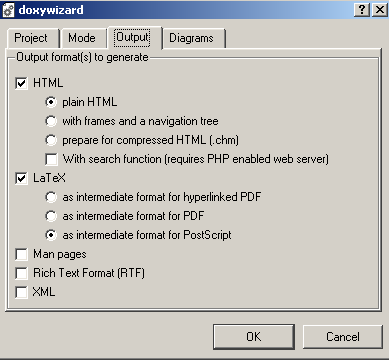 doxywizard
Project Mode Output Diagrams
Output format(s) to generate
HTML
plain HTML
with frames and a navigation tree
prepare for compressed HTML (.chm)
With search function (requires PHP enabled web server)
LaTeX
as intermediate format for hyperlinked PDF
as intermediate format for PDF
as intermediate format for PostScript
Man pages
Rich Text Format (RTF)
XML
OK Cancel